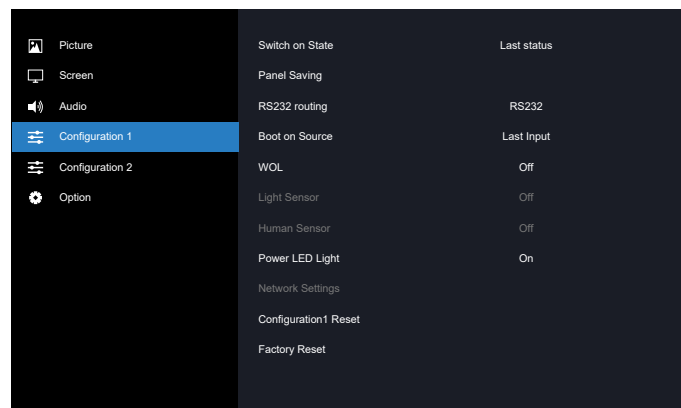 Picture
Screen
Audio
Configuration 1
Configuration 2
Option
Switch on State Last status
Panel Saving
RS232 routing RS232
Boot on Source Last Input
WOL Off
Light Sensor Off
Human Sensor Off
Power LED Light On
Network Settings
Configuration1 Reset
Factory Reset